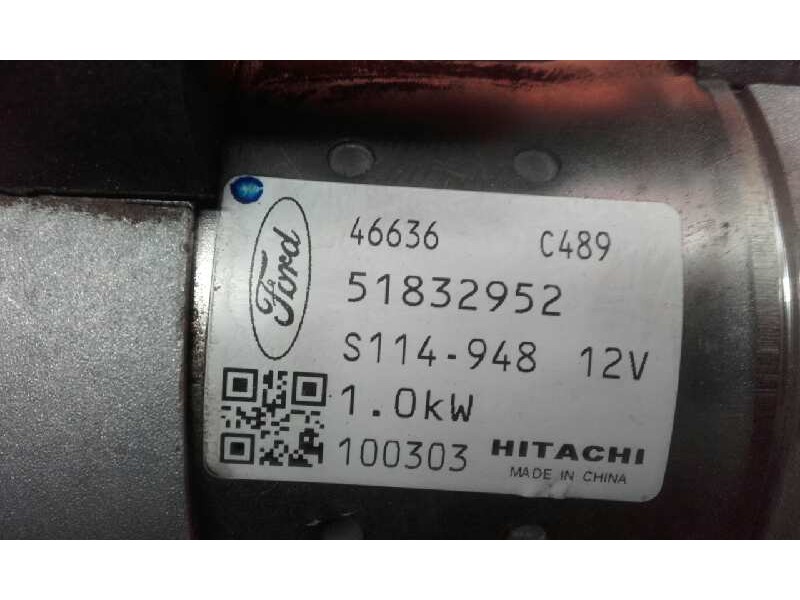 Ford
46636 C489
51832952
S114-948 12V
1.0kW
100303 HITACHI
MADE IN CHINA